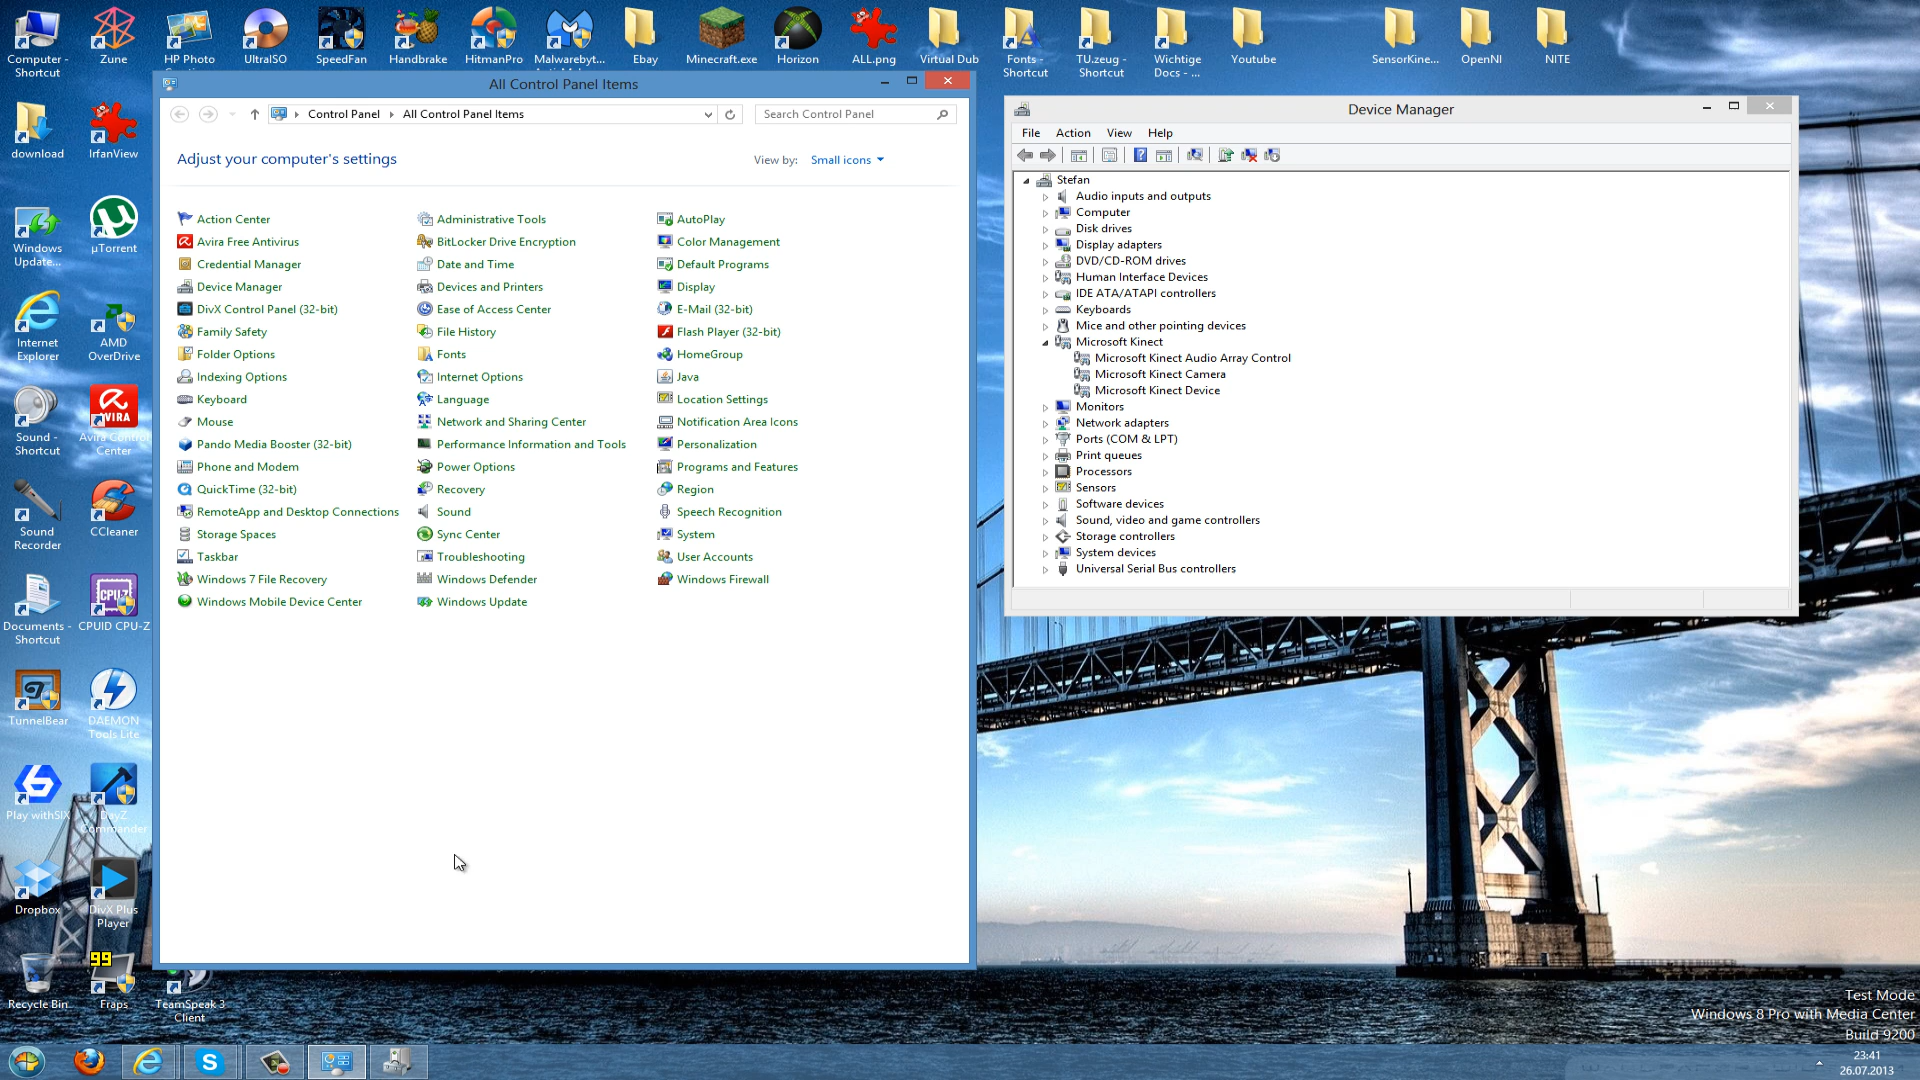 Computer - Shortcut
Zune
HP Photo
UltraISO
SpeedFan
Handbrake
HitmanPro
Malwarebyt...
Ebay
Minecraft.exe
Horizon
ALL.png
Virtual Dub
Fonts - Shortcut
TU.zeug - Shortcut
Wichtige Docs - ...
Youtube
SensorKine...
OpenNI
NITE
download
IrfanView
Windows Update...
µTorrent
Internet Explorer
AMD OverDrive
Sound - Shortcut
AVIRA
Avira Control Center
Sound Recorder
CCleaner
Documents - Shortcut
CPU-Z
CPUID CPU-Z
TunnelBear
DAEMON Tools Lite
Play withSIX
DayZ Commander
Dropbox
DivX Plus Player
Recycle Bin
99
Fraps
TeamSpeak 3 Client
All Control Panel Items
Control Panel
All Control Panel Items
Search Control Panel
Adjust your computer's settings
View by: Small icons
Action Center
Administrative Tools
AutoPlay
Avira Free Antivirus
BitLocker Drive Encryption
Color Management
Credential Manager
Date and Time
Default Programs
Device Manager
Devices and Printers
Display
DivX Control Panel (32-bit)
Ease of Access Center
E-Mail (32-bit)
Family Safety
File History
Flash Player (32-bit)
Folder Options
Fonts
HomeGroup
Indexing Options
Internet Options
Java
Keyboard
Language
Location Settings
Mouse
Network and Sharing Center
Notification Area Icons
Pando Media Booster (32-bit)
Performance Information and Tools
Personalization
Phone and Modem
Power Options
Programs and Features
QuickTime (32-bit)
Recovery
Region
RemoteApp and Desktop Connections
Sound
Speech Recognition
Storage Spaces
Sync Center
System
Taskbar
Troubleshooting
User Accounts
Windows 7 File Recovery
Windows Defender
Windows Firewall
Windows Mobile Device Center
Windows Update
Device Manager
File Action View Help
Stefan
Audio inputs and outputs
Computer
Disk drives
Display adapters
DVD/CD-ROM drives
Human Interface Devices
IDE ATA/ATAPI controllers
Keyboards
Mice and other pointing devices
Microsoft Kinect
Microsoft Kinect Audio Array Control
Microsoft Kinect Camera
Microsoft Kinect Device
Monitors
Network adapters
Ports (COM & LPT)
Print queues
Processors
Sensors
Software devices
Sound, video and game controllers
Storage controllers
System devices
Universal Serial Bus controllers
Test Mode
Windows 8 Pro with Media Center
Build 9200
23:41
26.07.2013